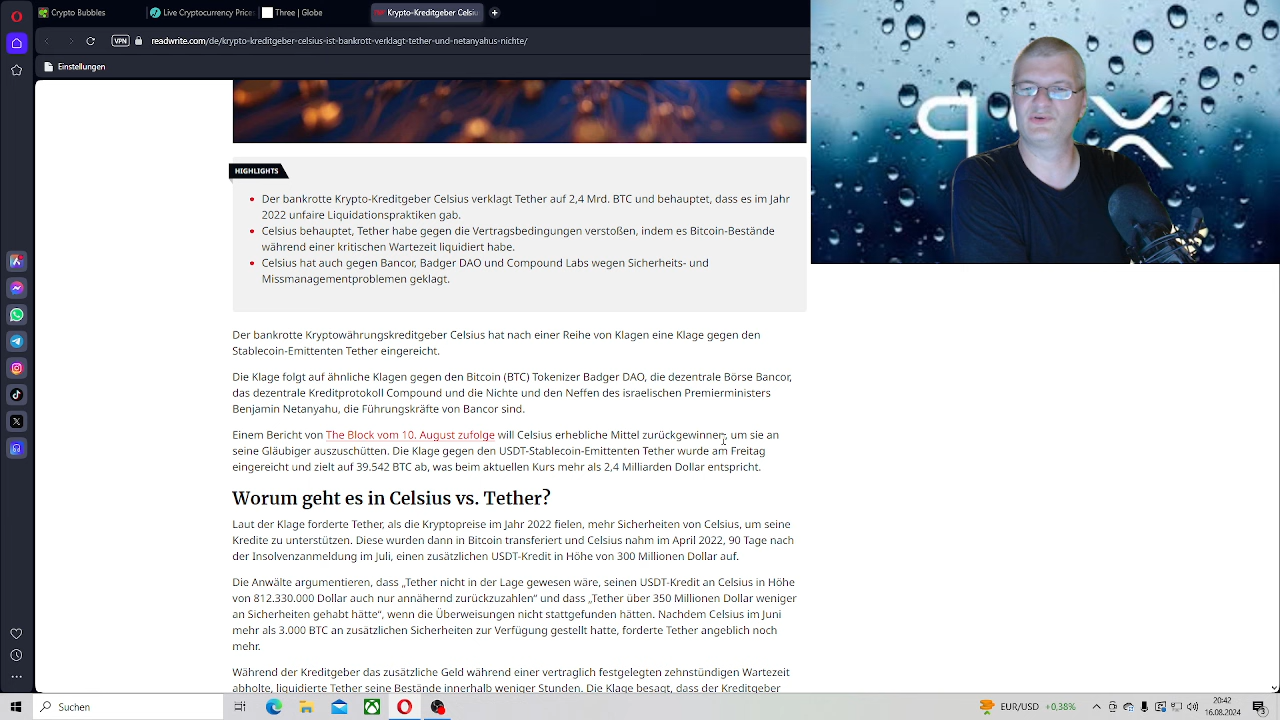 Crypto Bubbles
Live Cryptocurrency Prices
Three | Globe
Krypto-Kreditgeber Celsiu
VPN
readwrite.com/de/krypto-kreditgeber-celsius-ist-bankrott-verklagt-tether-und-netanyahus-nichte/
Einstellungen
HIGHLIGHTS
Der bankrotte Krypto-Kreditgeber Celsius verklagt Tether auf 2,4 Mrd. BTC und behauptet, dass es im Jahr
2022 unfaire Liquidationspraktiken gab.
Celsius behauptet, Tether habe gegen die Vertragsbedingungen verstoßen, indem es Bitcoin-Bestände
während einer kritischen Wartezeit liquidiert habe.
Celsius hat auch gegen Bancor, Badger DAO und Compound Labs wegen Sicherheits- und
Missmanagementproblemen geklagt.
Der bankrotte Kryptowährungskreditgeber Celsius hat nach einer Reihe von Klagen eine Klage gegen den
Stablecoin-Emittenten Tether eingereicht.
Die Klage folgt auf ähnliche Klagen gegen den Bitcoin (BTC) Tokenizer Badger DAO, die dezentrale Börse Bancor,
das dezentrale Kreditprotokoll Compound und die Nichte und den Neffen des israelischen Premierministers
Benjamin Netanyahu, die Führungskräfte von Bancor sind.
Einem Bericht von The Block vom 10. August zufolge will Celsius erhebliche Mittel zurückgewinnen, um sie an
seine Gläubiger auszuschütten. Die Klage gegen den USDT-Stablecoin-Emittenten Tether wurde am Freitag
eingereicht und zielt auf 39.542 BTC ab, was beim aktuellen Kurs mehr als 2,4 Milliarden Dollar entspricht.
Worum geht es in Celsius vs. Tether?
Laut der Klage forderte Tether, als die Kryptopreise im Jahr 2022 fielen, mehr Sicherheiten von Celsius, um seine
Kredite zu unterstützen. Diese wurden dann in Bitcoin transferiert und Celsius nahm im April 2022, 90 Tage nach
der Insolvenzanmeldung im Juli, einen zusätzlichen USDT-Kredit in Höhe von 300 Millionen Dollar auf.
Die Anwälte argumentieren, dass „Tether nicht in der Lage gewesen wäre, seinen USDT-Kredit an Celsius in Höhe
von 812.330.000 Dollar auch nur annähernd zurückzuzahlen“ und dass „Tether über 350 Millionen Dollar weniger
an Sicherheiten gehabt hätte“, wenn die Überweisungen nicht stattgefunden hätten. Nachdem Celsius im Juni
mehr als 3.000 BTC an zusätzlichen Sicherheiten zur Verfügung gestellt hatte, forderte Tether angeblich noch
mehr.
Während der Kreditgeber das zusätzliche Geld während einer vertraglich festgelegten zehnstündigen Wartezeit
abholte, liquidierte Tether seine Bestände innerhalb weniger Stunden. Die Klage besagt, dass der Kreditgeber
Suchen
EUR/USD +0,38%
20:42
16.08.2024